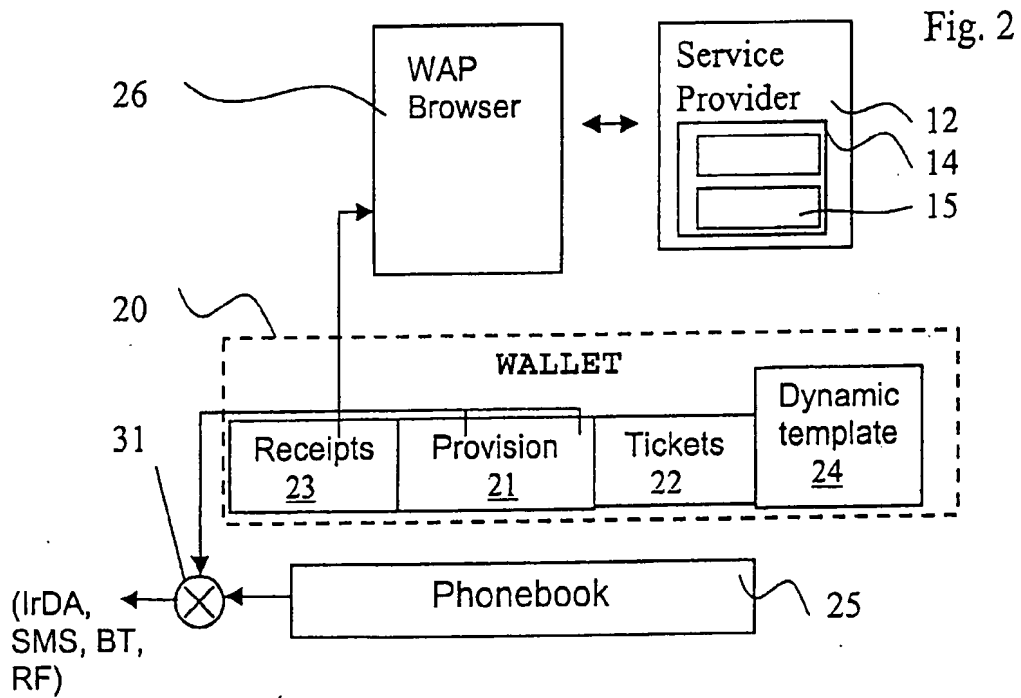 Fig. 2
26
WAP
Browser
Service
Provider
12
14
15
20
WALLET
31
Receipts
23
Provision
21
Tickets
22
Dynamic
template
24
Phonebook
25
(IrDA,
SMS, BT,
RF)